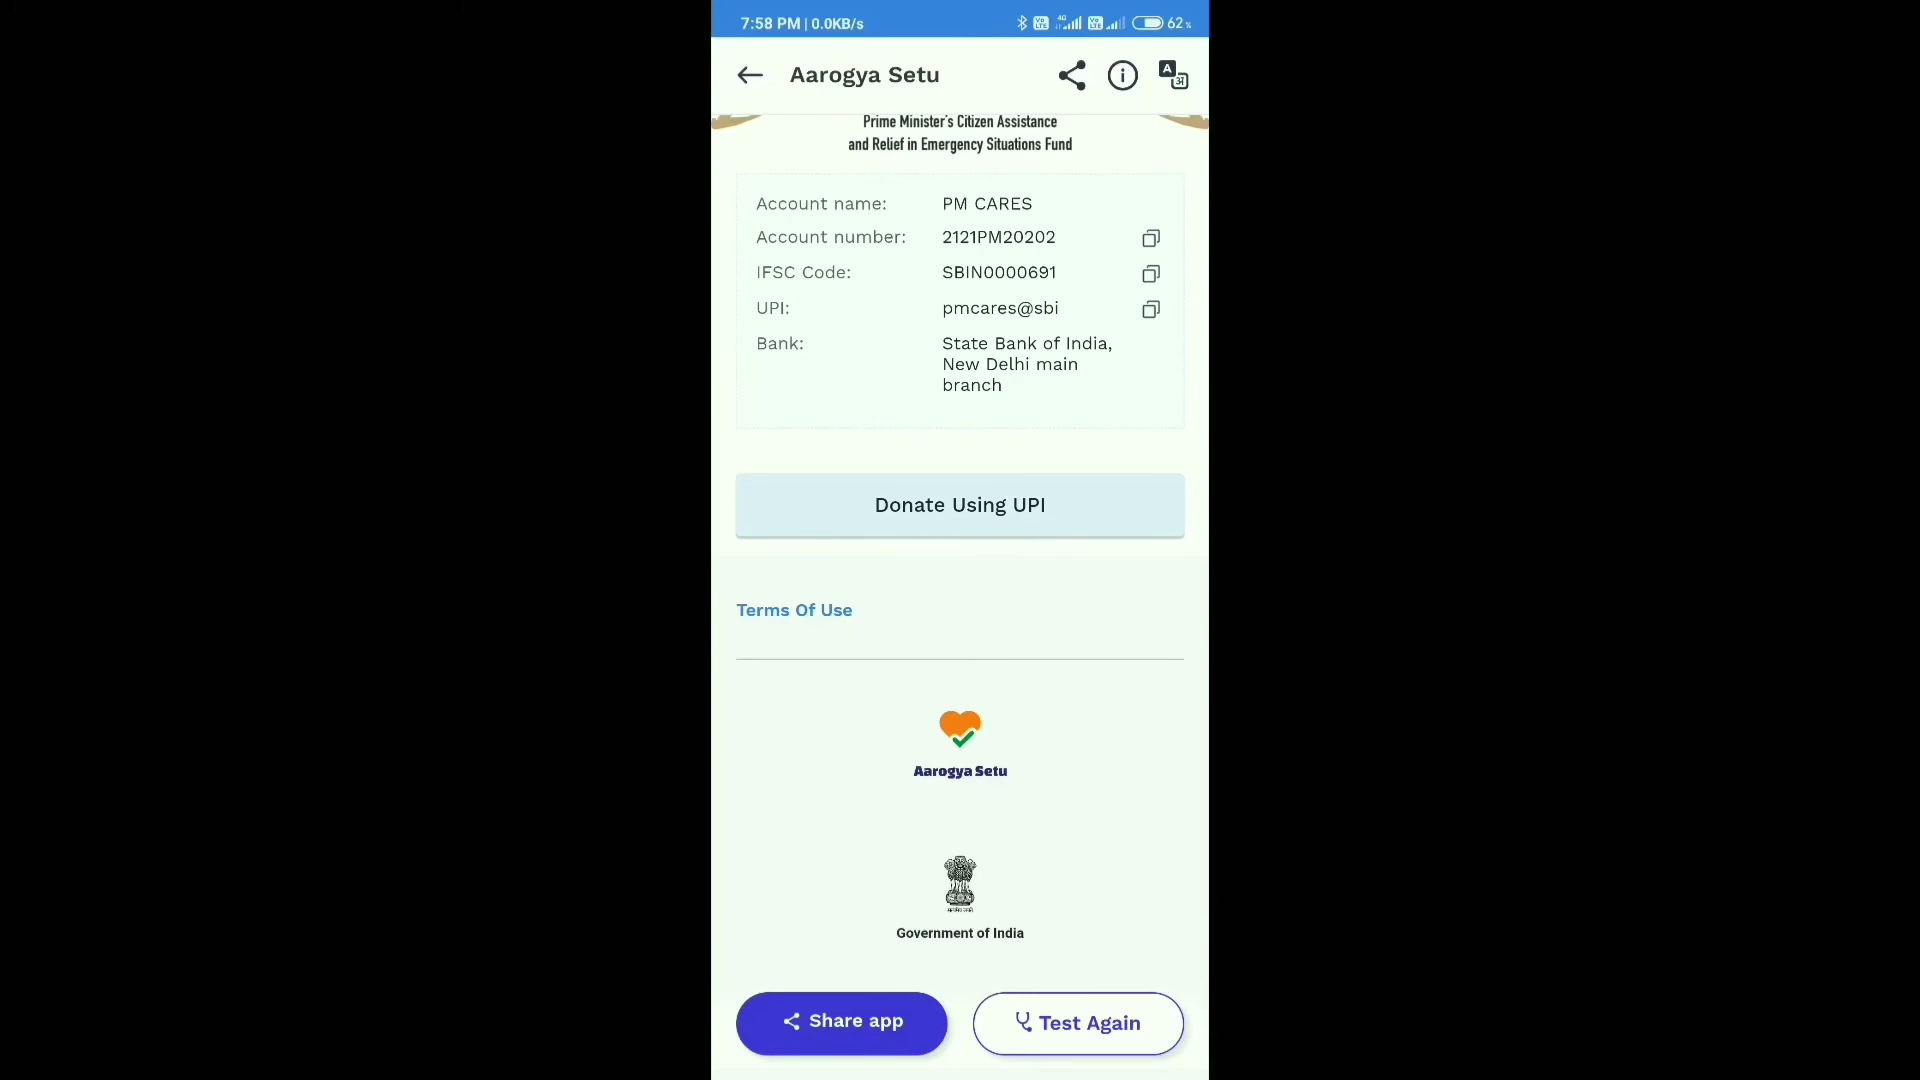 7:58 PM | 0.0KB/s
62%
Aarogya Setu
Prime Minister's Citizen Assistance
and Relief in Emergency Situations Fund
Account name: PM CARES
Account number: 2121PM20202
IFSC Code: SBIN0000691
UPI: pmcares@sbi
Bank: State Bank of India,
New Delhi main
branch
Donate Using UPI
Terms Of Use
Aarogya Setu
Government of India
Share app
Test Again